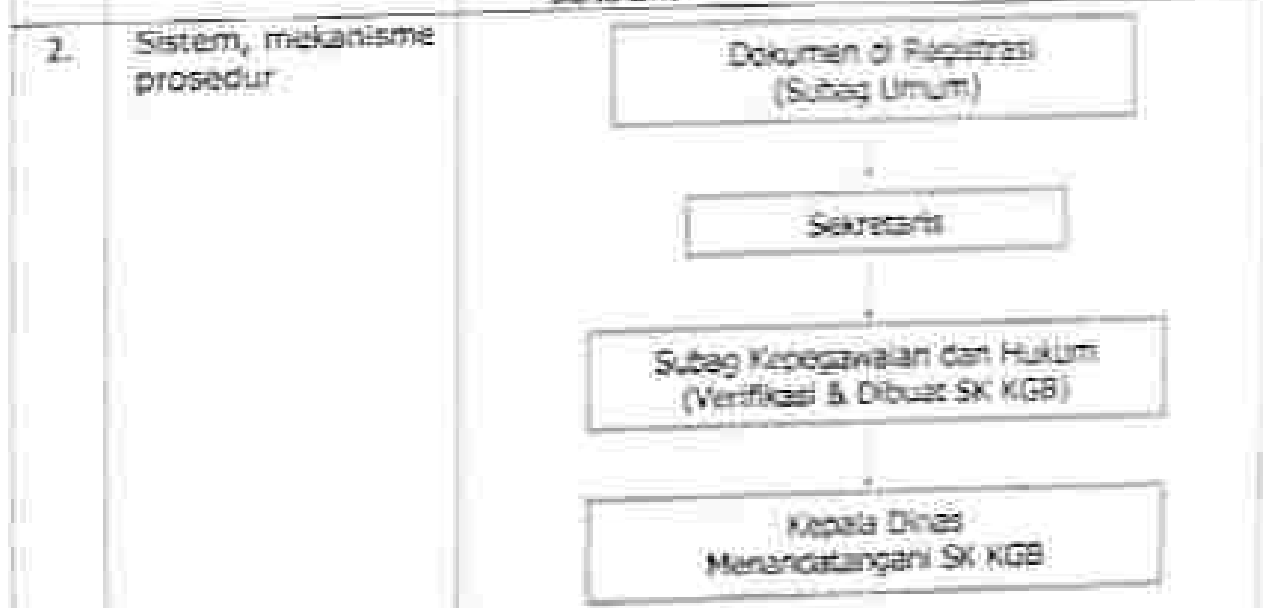 2.
Sistem, mekanisme
prosedur
Dokumen di Registrasi
(Subag Umum)
Sekretaris
Subag Kepegawaian dan Hukum
(Verifikasi & Dibuat SK KGB)
Kepala Dinas
Menandatangani SK KGB